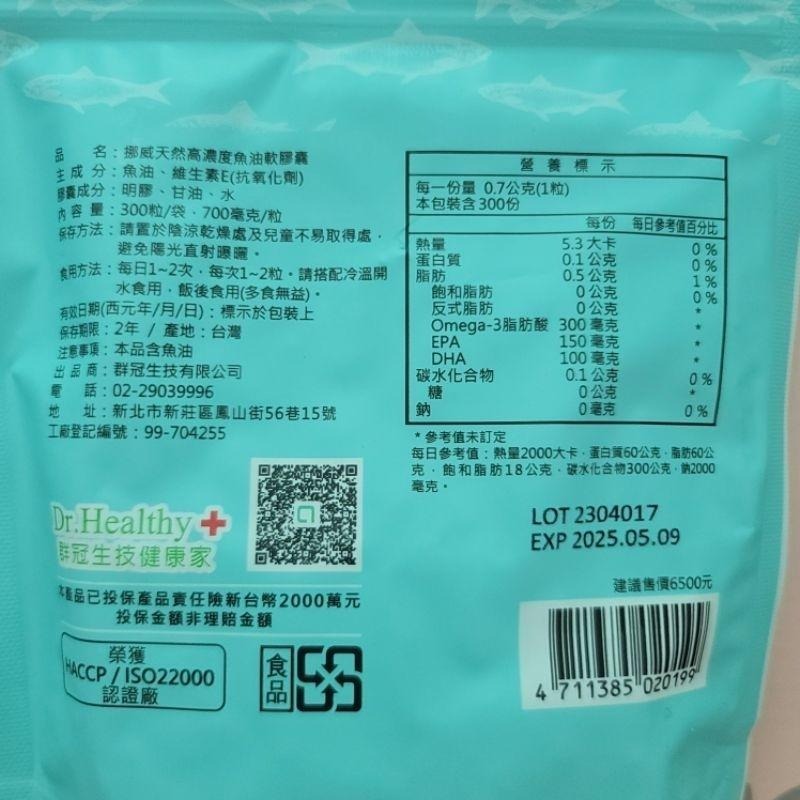 品　　名：挪威天然高濃度魚油軟膠囊
主 成 分：魚油、維生素E(抗氧化劑)
膠囊成分：明膠、甘油、水
內 容 量：300粒/袋，700毫克/粒
保存方法：請置於陰涼乾燥處及兒童不易取得處，
避免陽光直射曝曬。
食用方法：每日1~2次，每次1~2粒。請搭配冷溫開
水食用，飯後食用(多食無益)。
有效日期(西元年/月/日)：標示於包裝上
保存期限：2年 / 產地：台灣
注意事項：本品含魚油
出 品 商：群冠生技有限公司
電　　話：02-29039996
地　　址：新北市新莊區鳳山街56巷15號
工廠登記編號：99-704255
Dr.Healthy
群冠生技健康家
本產品已投保產品責任險新台幣2000萬元
投保金額非理賠金額
榮獲
HACCP / ISO22000
認證廠
食品
營養標示
每一份量 0.7公克(1粒)
本包裝含300份
每份 每日參考值百分比
熱量 5.3 大卡 0 %
蛋白質 0.1 公克 0 %
脂肪 0.5 公克 1 %
飽和脂肪 0 公克 0 %
反式脂肪 0 公克 *
Omega-3脂肪酸 300 毫克 *
EPA 150 毫克 *
DHA 100 毫克 *
碳水化合物 0.1 公克 0 %
糖 0 公克 *
鈉 0 毫克 0 %
*參考值未訂定
每日參考值：熱量2000大卡，蛋白質60公克，脂肪60公
克，飽和脂肪18公克，碳水化合物300公克，鈉2000
毫克。
LOT 2304017
EXP 2025.05.09
建議售價6500元
4 711385 020199